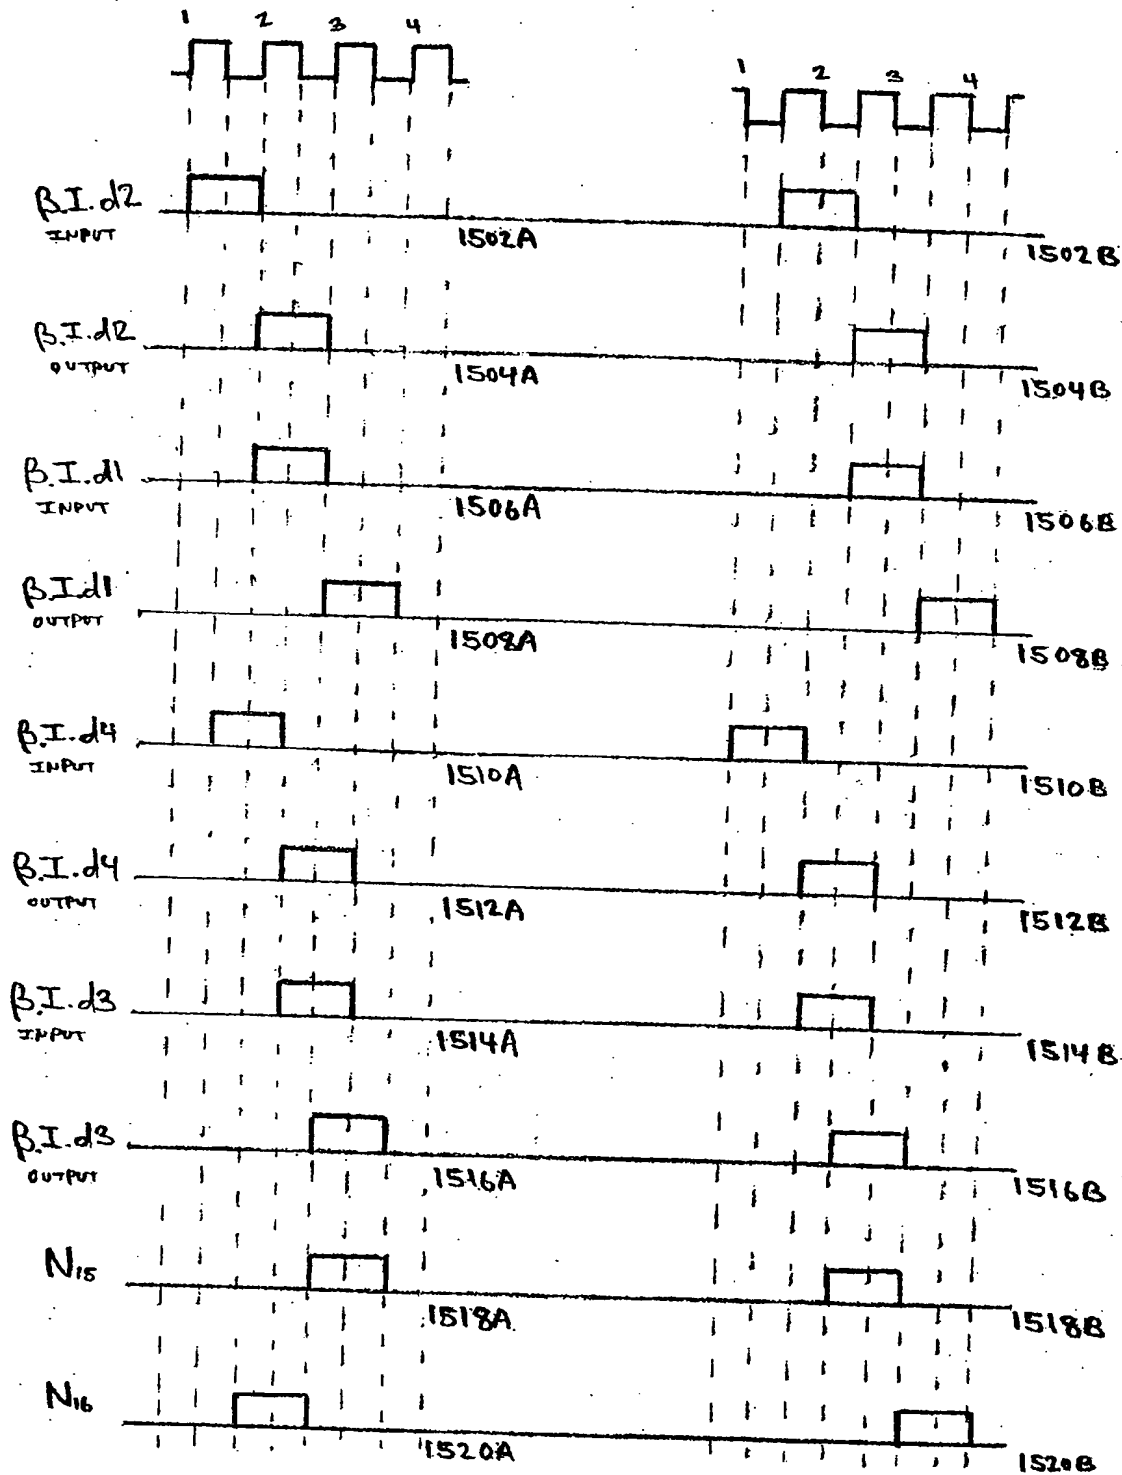 1 2 3 4
1 2 3 4
β.I.d2
INPUT
1502A
1502B
β.I.d2
OUTPUT
1504A
1504B
β.I.d1
INPUT
1506A
1506B
β.I.d1
OUTPUT
1508A
1508B
β.I.d4
INPUT
1510A
1510B
β.I.d4
OUTPUT
1512A
1512B
β.I.d3
INPUT
1514A
1514B
β.I.d3
OUTPUT
1516A
1516B
N15
1518A
1518B
N16
1520A
1520B